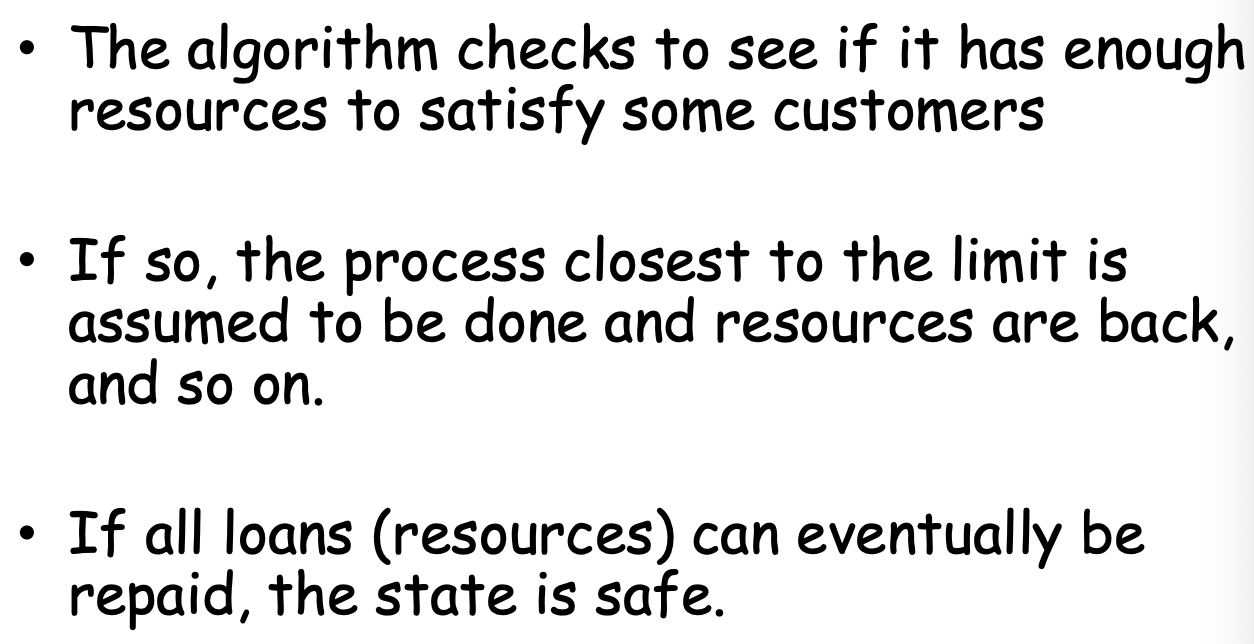 • The algorithm checks to see if it has enough
resources to satisfy some customers
• If so, the process closest to the limit is
assumed to be done and resources are back,
and so on.
• If all loans (resources) can eventually be
repaid, the state is safe.